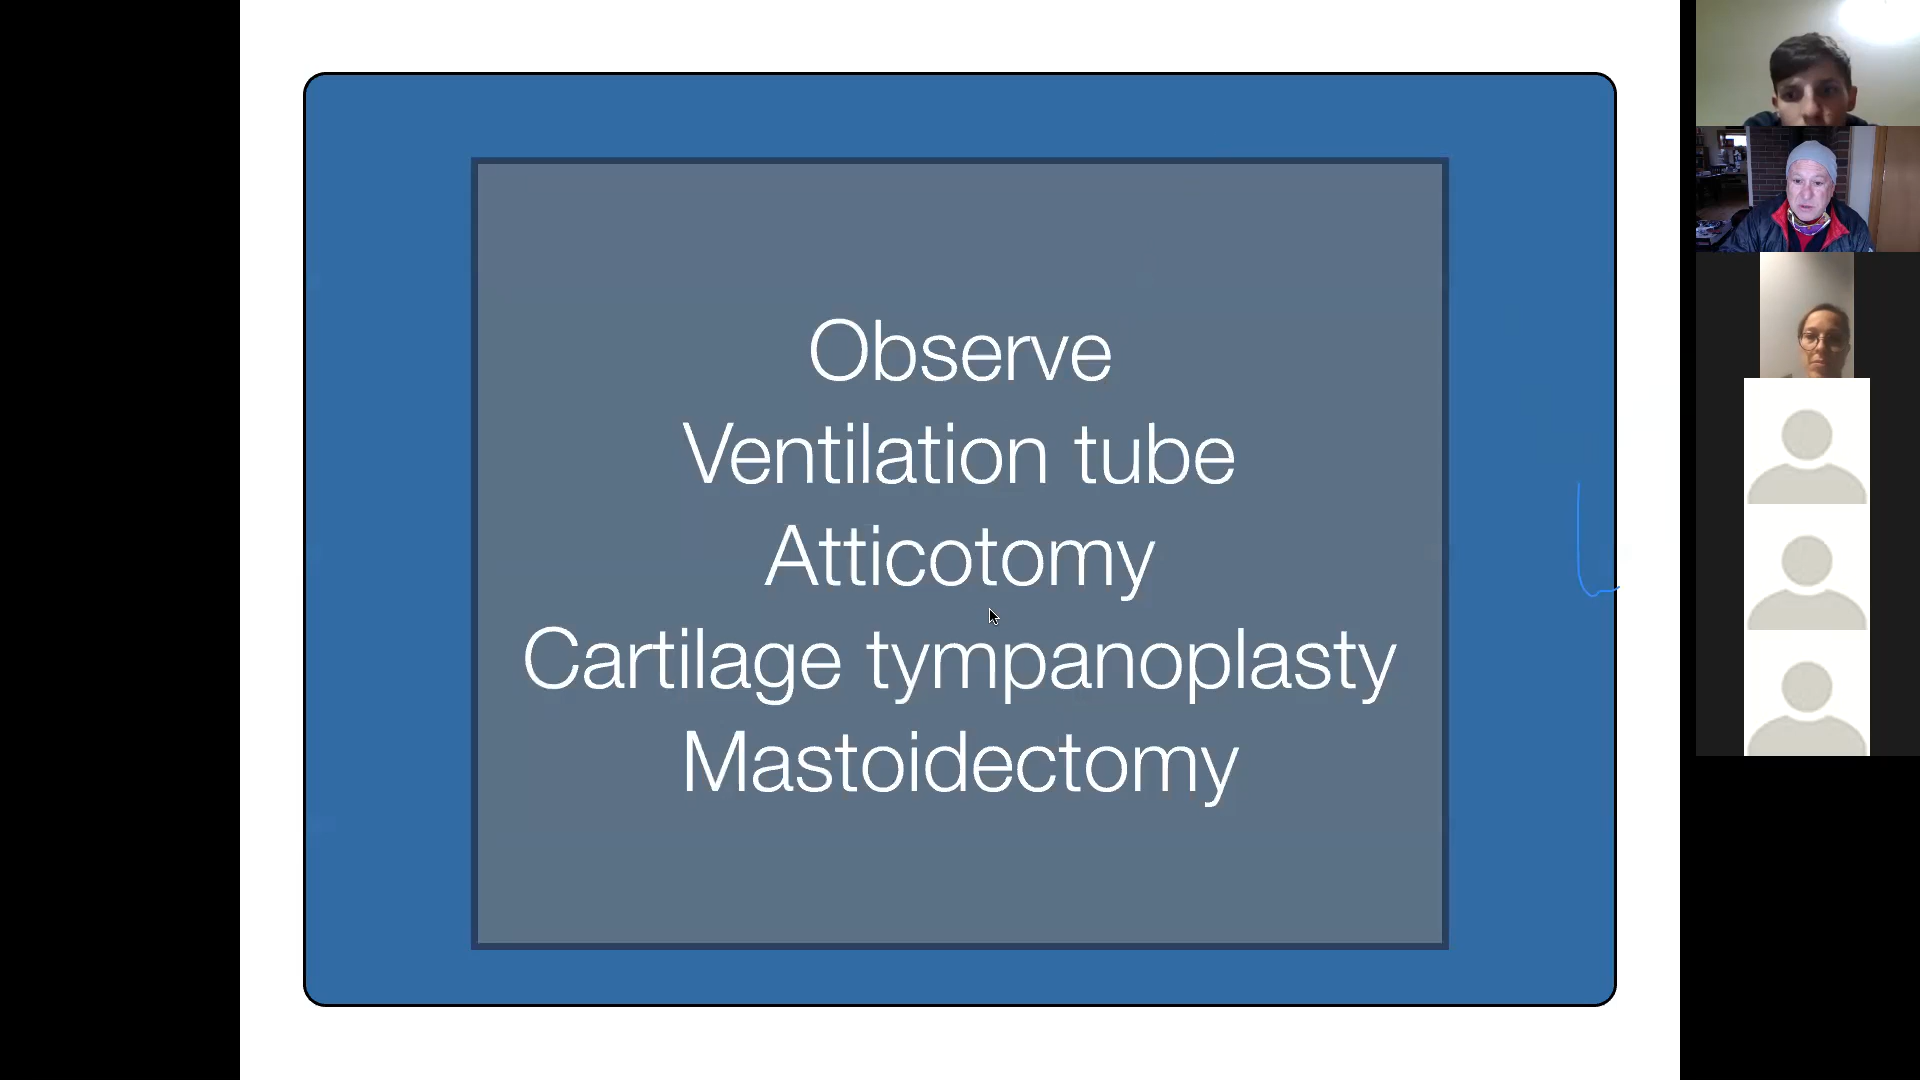 Observe
Ventilation tube
Atticotomy
Cartilage tympanoplasty
Mastoidectomy